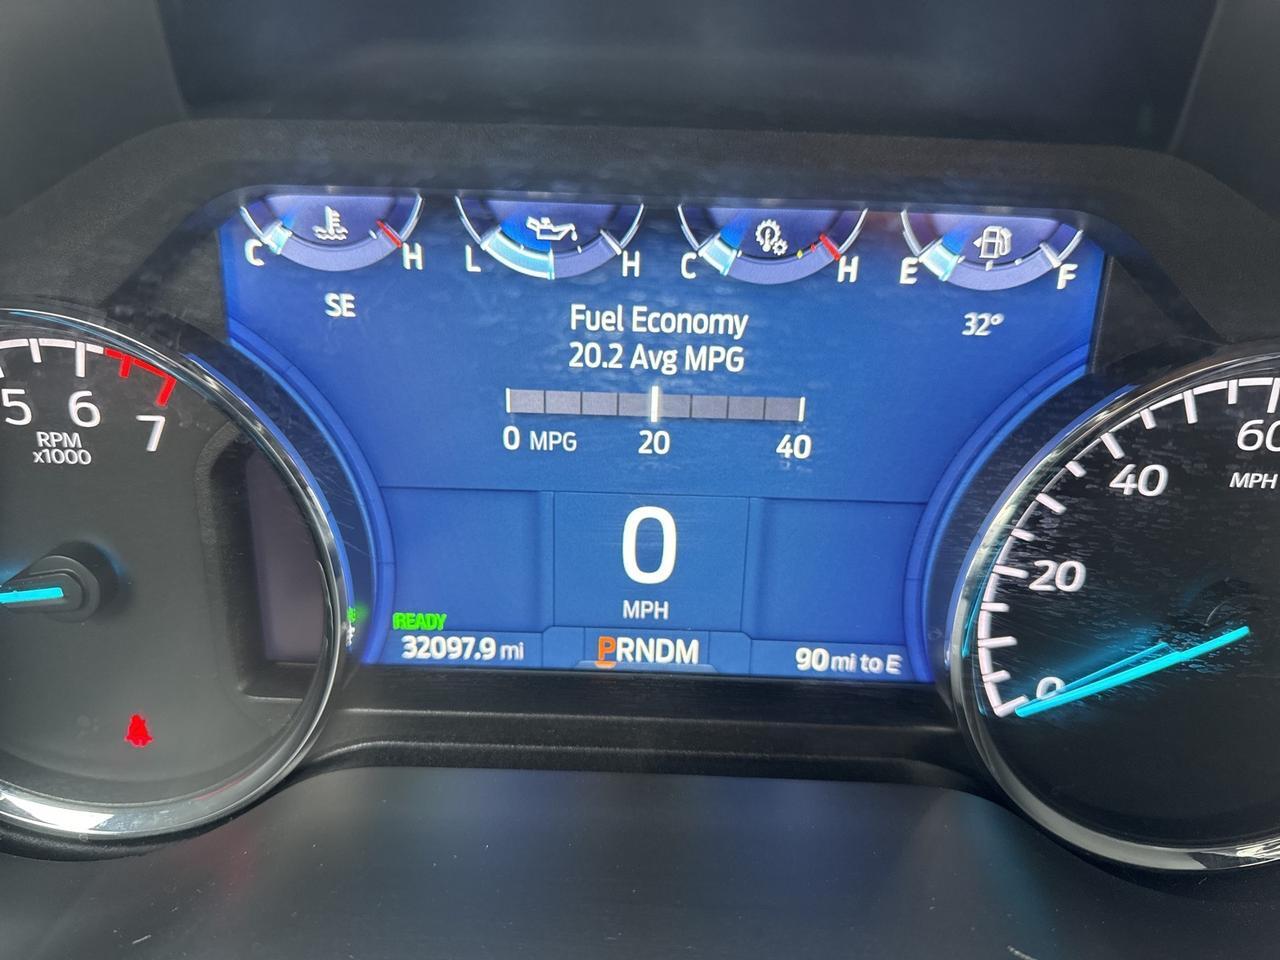 C H
L H
C H
E F
SE
32°
Fuel Economy
20.2 Avg MPG
0 MPG 20 40
5 6 7
RPM
x1000
0 20 40 60
MPH
0
MPH
READY
32097.9 mi
PRNDM
90 mi to E